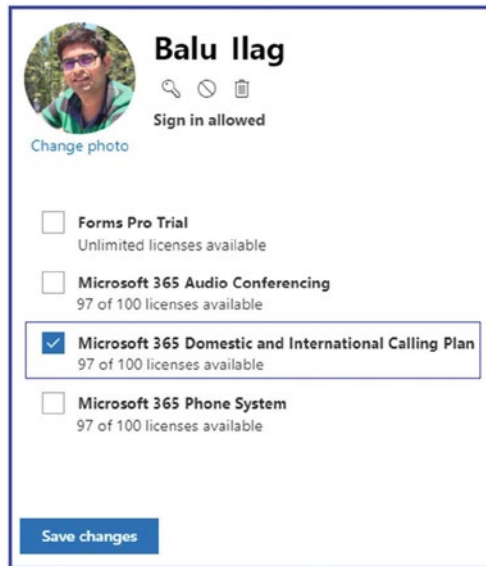 Balu Ilag
Sign in allowed
Change photo
Forms Pro Trial
Unlimited licenses available
Microsoft 365 Audio Conferencing
97 of 100 licenses available
Microsoft 365 Domestic and International Calling Plan
97 of 100 licenses available
Microsoft 365 Phone System
97 of 100 licenses available
Save changes